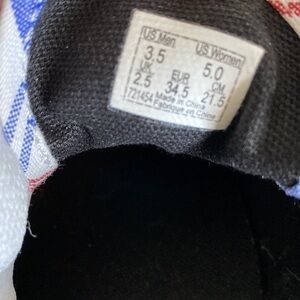 US Men US Women
3.5 5.0
UK EUR CM
2.5 34.5 21.5
721454 Made in China
Fabriqué en Chine